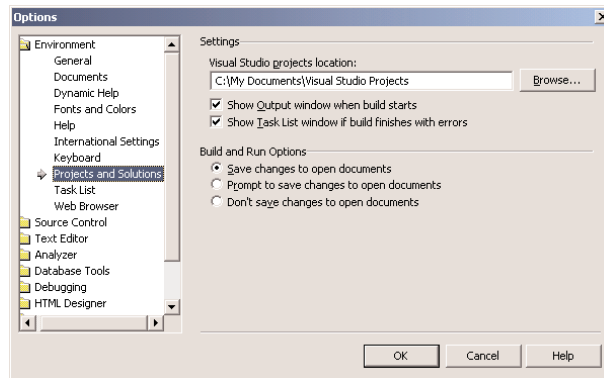 Options
Environment
General
Documents
Dynamic Help
Fonts and Colors
Help
International Settings
Keyboard
Projects and Solutions
Task List
Web Browser
Source Control
Text Editor
Analyzer
Database Tools
Debugging
HTML Designer
Settings
Visual Studio projects location:
C:\My Documents\Visual Studio Projects
Browse...
Show Output window when build starts
Show Task List window if build finishes with errors
Build and Run Options
Save changes to open documents
Prompt to save changes to open documents
Don't save changes to open documents
OK
Cancel
Help